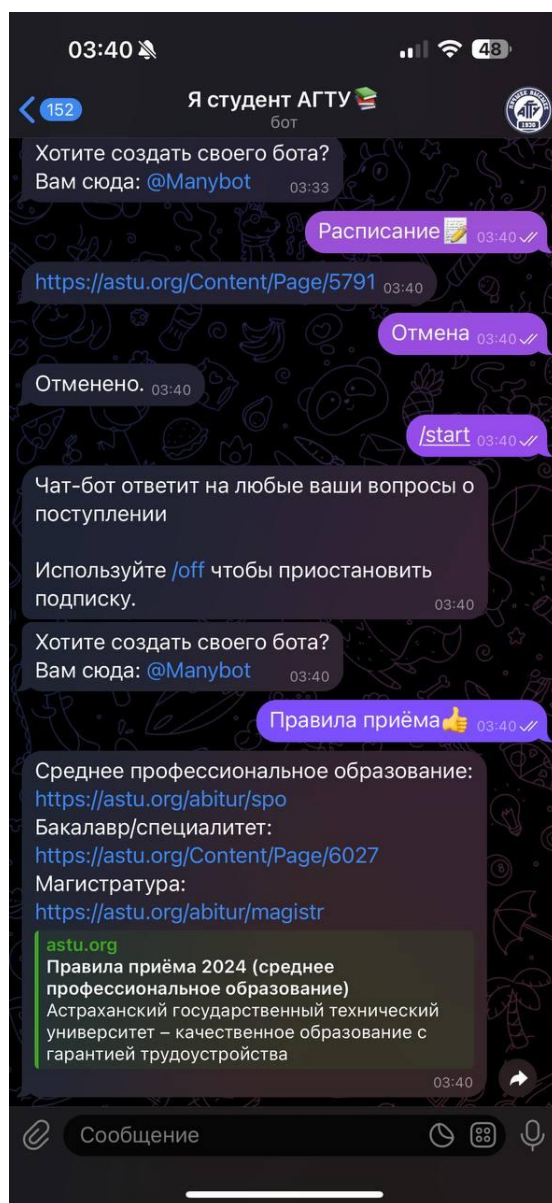 03:40
48
152
Я студент АГТУ📚
бот
АГТУ
1930
Хотите создать своего бота?
Вам сюда: @Manybot 03:33
Расписание📝 03:40
https://astu.org/Content/Page/5791 03:40
Отмена 03:40
Отменено. 03:40
/start 03:40
Чат-бот ответит на любые ваши вопросы о
поступлении
Используйте /off чтобы приостановить
подписку. 03:40
Хотите создать своего бота?
Вам сюда: @Manybot 03:40
Правила приёма👍 03:40
Среднее профессиональное образование:
https://astu.org/abitur/spo
Бакалавр/специалитет:
https://astu.org/Content/Page/6027
Магистратура:
https://astu.org/abitur/magistr
astu.org
Правила приёма 2024 (среднее
профессиональное образование)
Астраханский государственный технический
университет – качественное образование с
гарантией трудоустройства
03:40
Сообщение